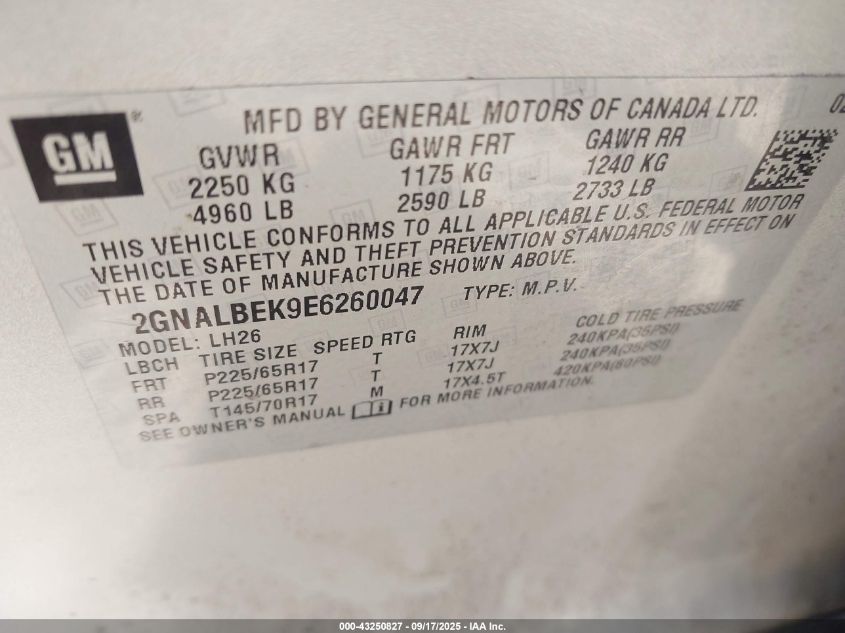 GM
®
MFD BY GENERAL MOTORS OF CANADA LTD.
GVWR GAWR FRT GAWR RR
2250 KG 1175 KG 1240 KG
4960 LB 2590 LB 2733 LB
THIS VEHICLE CONFORMS TO ALL APPLICABLE U.S. FEDERAL MOTOR
VEHICLE SAFETY AND THEFT PREVENTION STANDARDS IN EFFECT ON
THE DATE OF MANUFACTURE SHOWN ABOVE.
2GNALBEK9E6260047 TYPE: M.P.V.
MODEL: LH26
LBCH TIRE SIZE SPEED RTG RIM COLD TIRE PRESSURE
FRT P225/65R17 T 17X7J 240KPA(35PSI)
RR P225/65R17 T 17X7J 240KPA(35PSI)
SPA T145/70R17 M 17X4.5T 420KPA(60PSI)
SEE OWNER'S MANUAL FOR MORE INFORMATION.
000-43250827 - 09/17/2025 - IAA Inc.